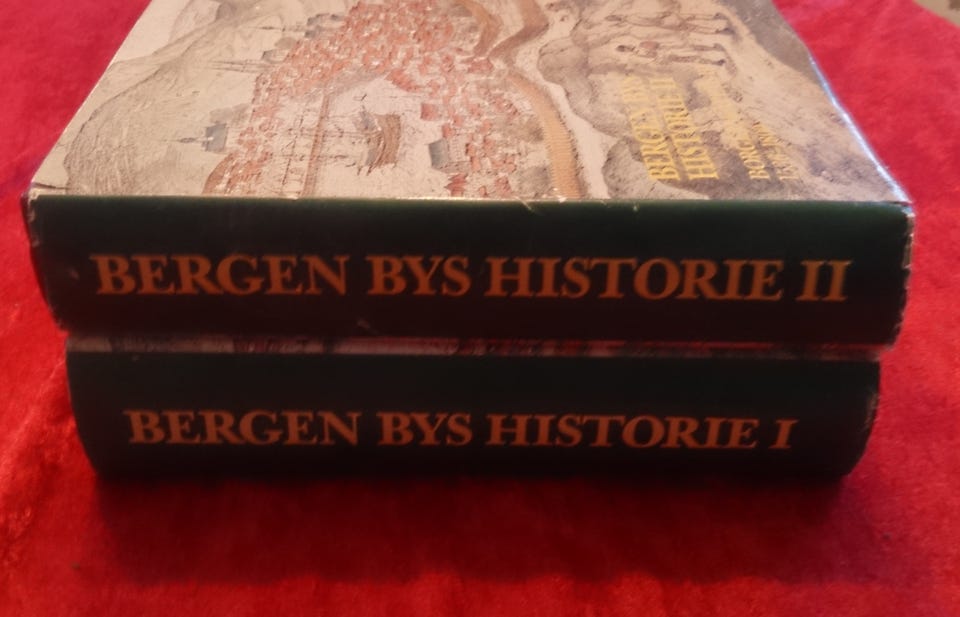 BERGEN BYS
HISTORIE II
BERGEN BYS HISTORIE II
BERGEN BYS HISTORIE I